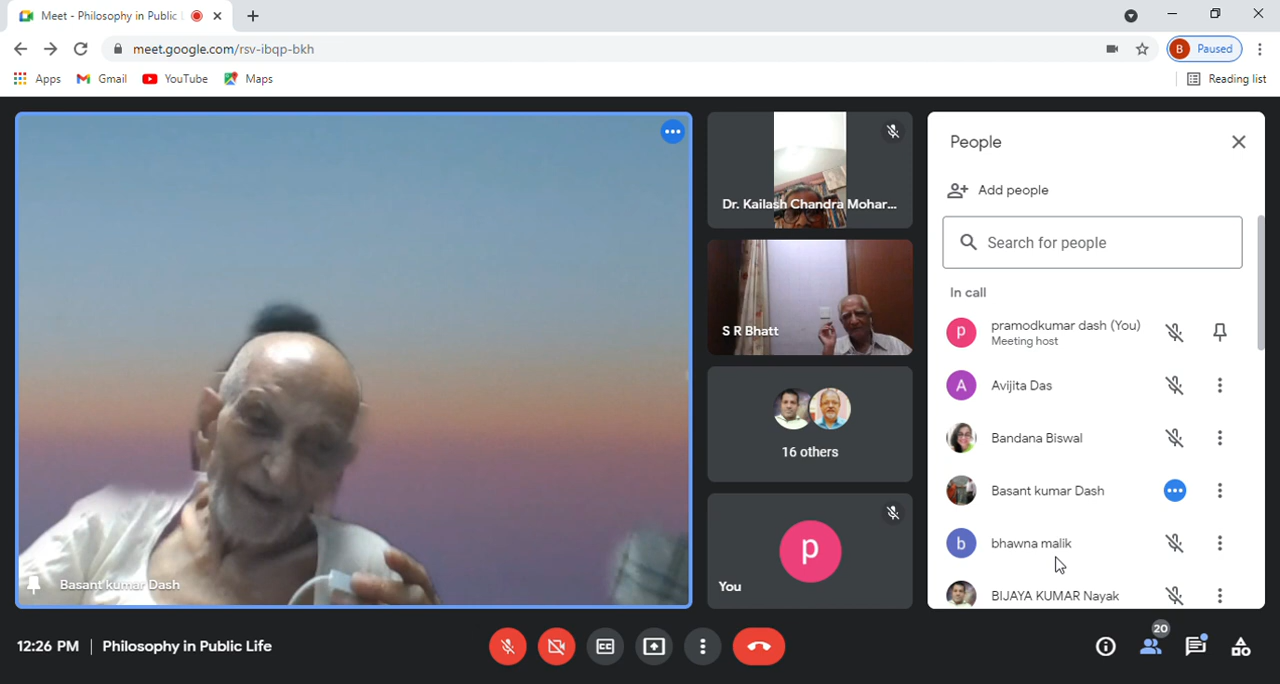 Meet - Philosophy in Public
meet.google.com/rsv-ibqp-bkh
B Paused
Apps Gmail YouTube Maps Reading list
Basant kumar Dash
Dr. Kailash Chandra Mohar...
S R Bhatt
16 others
p
You
People
Add people
Search for people
In call
p pramodkumar dash (You)
Meeting host
A Avijita Das
Bandana Biswal
Basant kumar Dash
b bhawna malik
BIJAYA KUMAR Nayak
12:26 PM | Philosophy in Public Life
CC
20